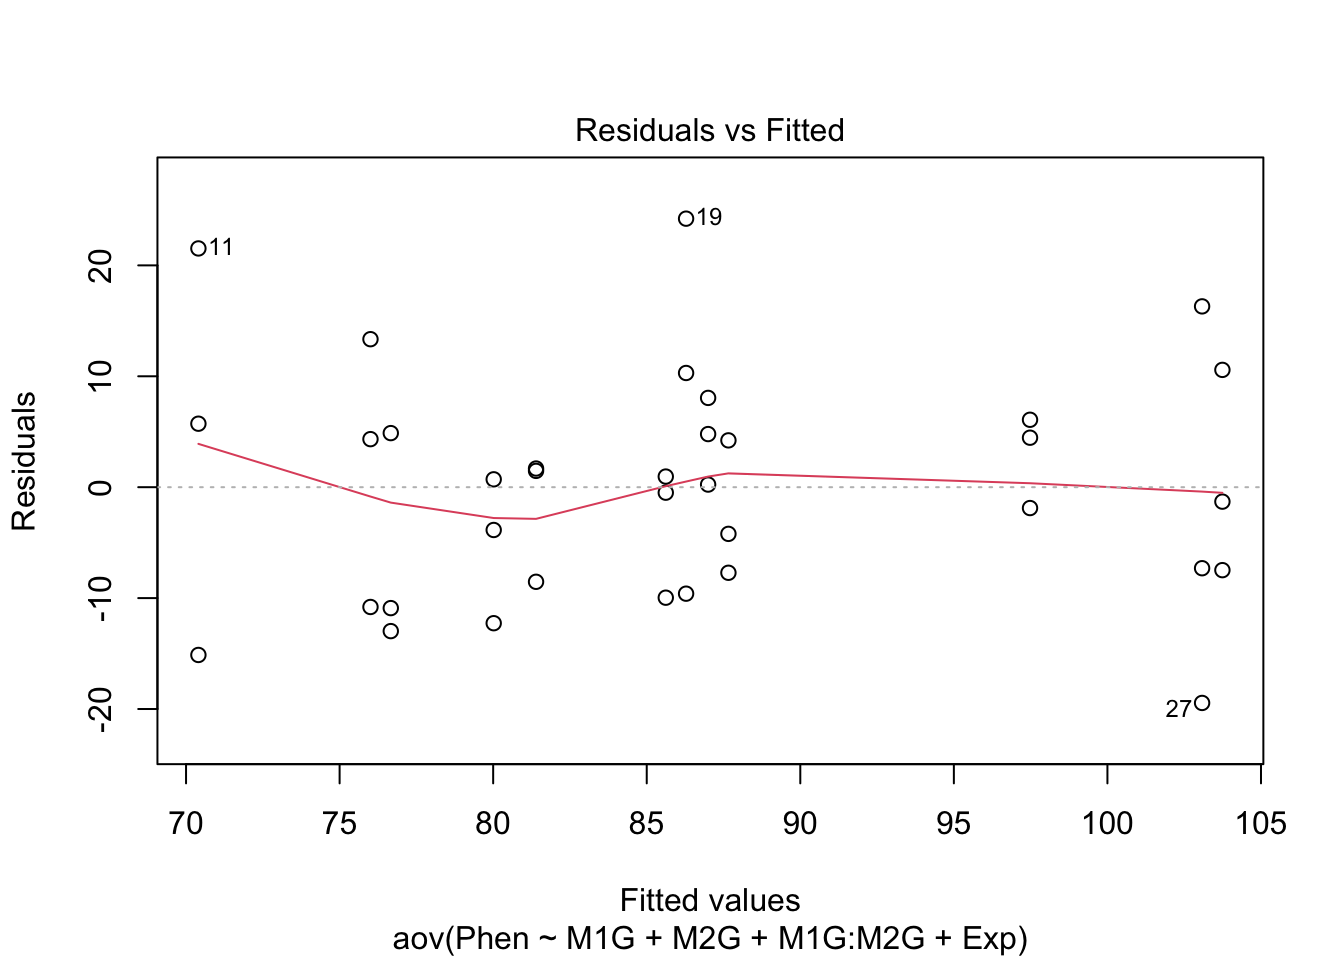 Residuals vs Fitted
Residuals
20
10
0
-10
-20
11
19
27
70 75 80 85 90 95 100 105
Fitted values
aov(Phen ~ M1G + M2G + M1G:M2G + Exp)